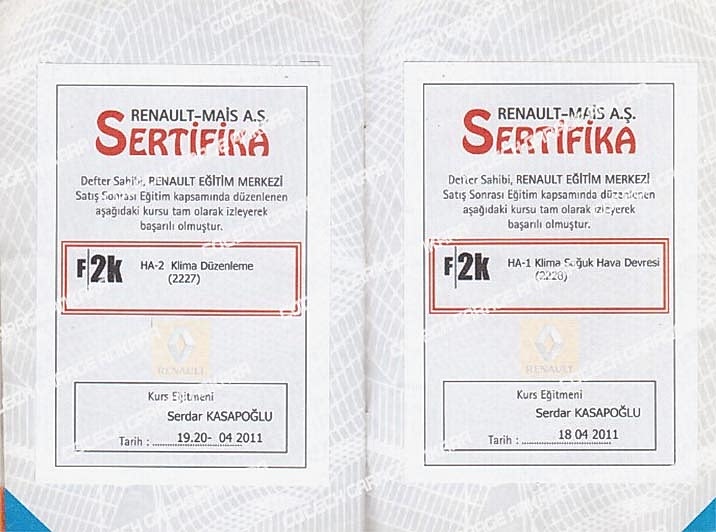 RENAULT-MAİS A.Ş.
SERTİFİKA
Defter Sahibi, RENAULT EĞİTİM MERKEZİ
Satış Sonrası Eğitim kapsamında düzenlenen
aşağıdaki kursu tam olarak izleyerek
başarılı olmuştur.
F 2k HA-2 Klima Düzenleme
(2227)
RENAULT
Kurs Eğitmeni
Serdar KASAPOĞLU
Tarih : 19.20- 04 2011
RENAULT-MAİS A.Ş.
SERTİFİKA
Defter Sahibi, RENAULT EĞİTİM MERKEZİ
Satış Sonrası Eğitim kapsamında düzenlenen
aşağıdaki kursu tam olarak izleyerek
başarılı olmuştur.
F 2k HA-1 Klima Soğuk Hava Devresi
(2226)
RENAULT
Kurs Eğitmeni
Serdar KASAPOĞLU
Tarih : 18 04 2011